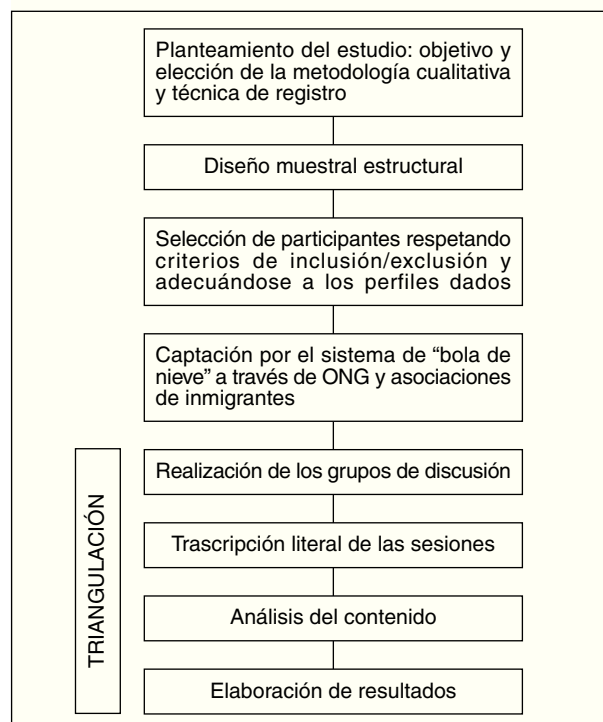 Planteamiento del estudio: objetivo y
elección de la metodología cualitativa
y técnica de registro
Diseño muestral estructural
Selección de participantes respetando
criterios de inclusión/exclusión y
adecuándose a los perfiles dados
Captación por el sistema de “bola de
nieve” a través de ONG y asociaciones
de inmigrantes
TRIANGULACIÓN
Realización de los grupos de discusión
Trascripción literal de las sesiones
Análisis del contenido
Elaboración de resultados